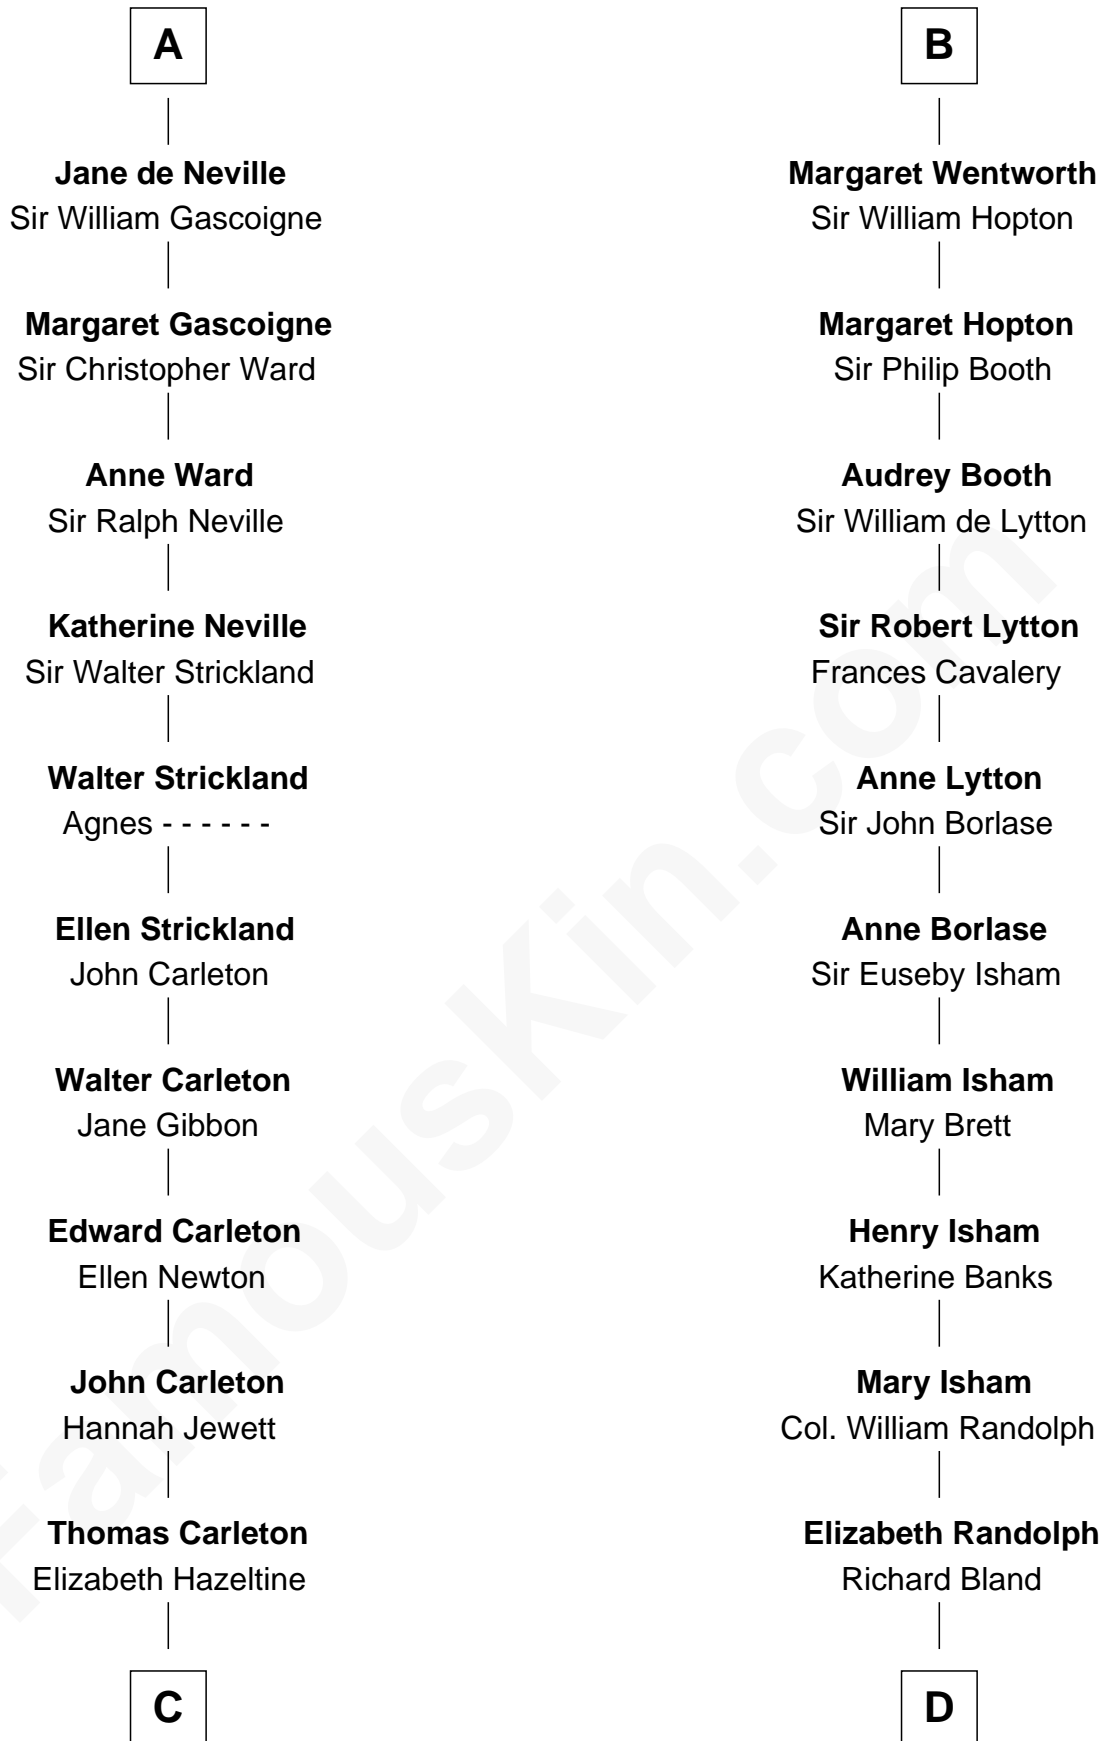 A
Jane de Neville
Sir William Gascoigne
Margaret Gascoigne
Sir Christopher Ward
Anne Ward
Sir Ralph Neville
Katherine Neville
Sir Walter Strickland
Walter Strickland
Agnes - - - - - -
Ellen Strickland
John Carleton
Walter Carleton
Jane Gibbon
Edward Carleton
Ellen Newton
John Carleton
Hannah Jewett
Thomas Carleton
Elizabeth Hazeltine
C
B
Margaret Wentworth
Sir William Hopton
Margaret Hopton
Sir Philip Booth
Audrey Booth
Sir William de Lytton
Sir Robert Lytton
Frances Cavalery
Anne Lytton
Sir John Borlase
Anne Borlase
Sir Euseby Isham
William Isham
Mary Brett
Henry Isham
Katherine Banks
Mary Isham
Col. William Randolph
Elizabeth Randolph
Richard Bland
D
FamousKin.com